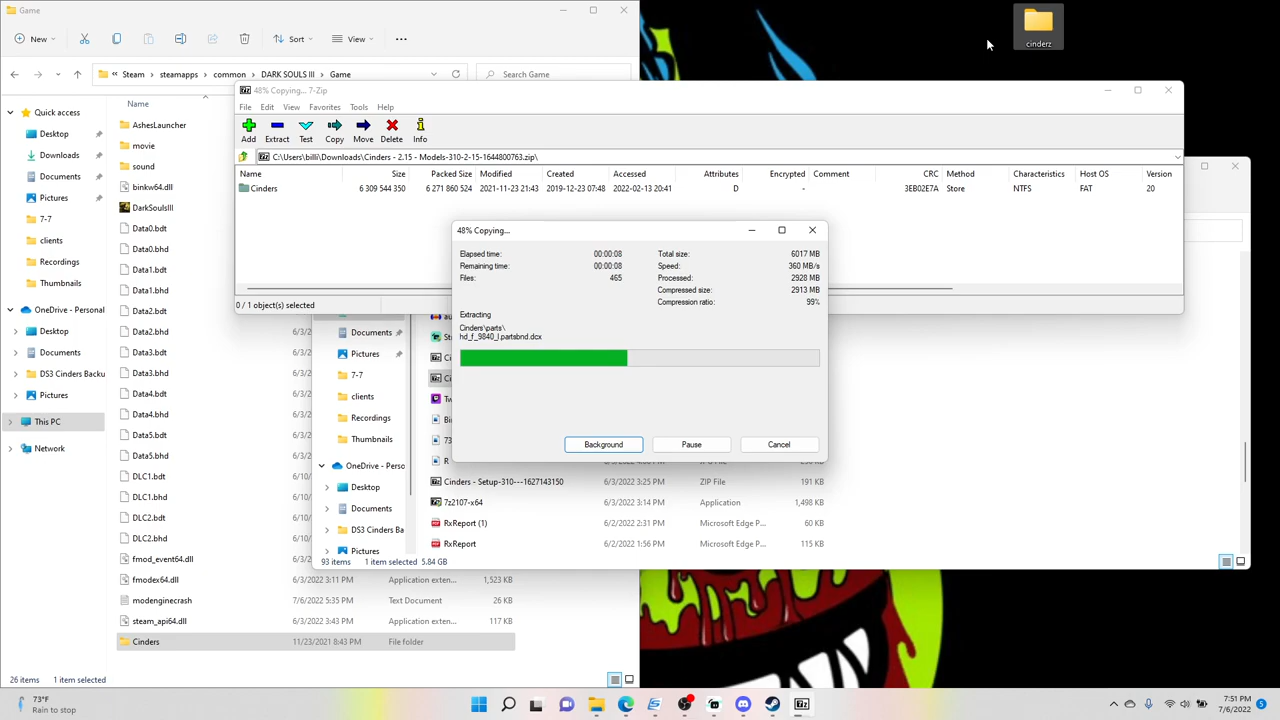 Game
New
Sort
View
Steam
steamapps
common
DARK SOULS III
Game
Search Game
Quick access
Desktop
Downloads
Documents
Pictures
7-7
clients
Recordings
Thumbnails
OneDrive - Personal
Desktop
Documents
DS3 Cinders Backu
Pictures
This PC
Network
Name
AshesLauncher
movie
sound
binkw64.dll
DarkSoulsIII
Data0.bdt
Data0.bhd
Data1.bdt
Data1.bhd
Data2.bdt
Data2.bhd
Data3.bdt
Data3.bhd
Data4.bdt
Data4.bhd
Data5.bdt
Data5.bhd
DLC1.bdt
DLC1.bhd
DLC2.bdt
DLC2.bhd
fmod_event64.dll
fmodex64.dll 6/3/2022 3:11 PM Application exten... 1,523 KB
modenginecrash 7/6/2022 5:35 PM Text Document 26 KB
steam_api64.dll 6/3/2022 3:43 PM Application exten... 117 KB
Cinders 11/23/2021 8:43 PM File folder
26 items 1 item selected
48% Copying... 7-Zip
File Edit View Favorites Tools Help
Add Extract Test Copy Move Delete Info
C:\Users\billi\Downloads\Cinders - 2.15 - Models-310-2-15-1644800763.zip\
Name Size Packed Size Modified Created Accessed Attributes Encrypted Comment CRC Method Characteristics Host OS Version
Cinders 6 309 544 350 6 271 860 524 2021-11-23 21:43 2019-12-23 07:48 2022-02-13 20:41 D - 3EB02E7A Store NTFS FAT 20
0 / 1 object(s) selected
48% Copying...
Elapsed time: 00:00:08 Total size: 6017 MB
Remaining time: 00:00:08 Speed: 360 MB/s
Files: 465 Processed: 2928 MB
Compressed size: 2913 MB
Compression ratio: 99%
Extracting
Cinders\parts\
hd_f_9840_l.partsbnd.dcx
Background Pause Cancel
Documents
Pictures
7-7
clients
Recordings
Thumbnails
OneDrive - Perso
Desktop
Documents
DS3 Cinders Ba
Pictures
Cinders - Setup-310---1627143150 6/3/2022 3:25 PM ZIP File 191 KB
7z2107-x64 6/3/2022 3:14 PM Application 1,498 KB
RxReport (1) 6/2/2022 2:31 PM Microsoft Edge P... 60 KB
RxReport 6/2/2022 1:56 PM Microsoft Edge P... 115 KB
93 items 1 item selected 5.84 GB
cinderz
73°F
Rain to stop
7:51 PM
7/6/2022
5